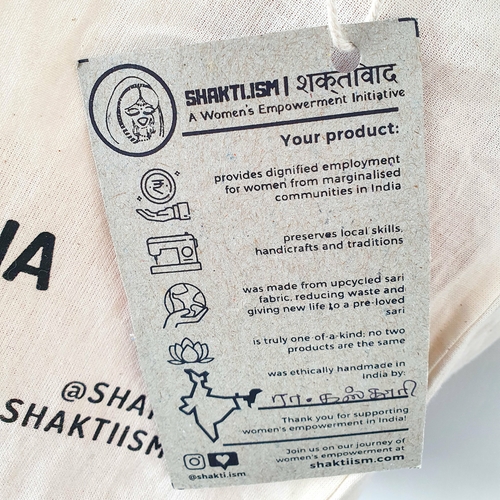 SHAKTI.ISM | शक्तिवाद
A Women's Empowerment Initiative
Your product:
provides dignified employment
for women from marginalised
communities in India
preserves local skills,
handicrafts and traditions
was made from upcycled sari
fabric, reducing waste and
giving new life to a pre-loved
sari
is truly one-of-a-kind; no two
products are the same
was ethically handmade in
India by:
ரா. கஸ்தூரி
Thank you for supporting
women's empowerment in India!
Join us on our journey of
women's empowerment at
shaktiism.com
@shakti.ism
IA
@SHA
SHAKTIISM